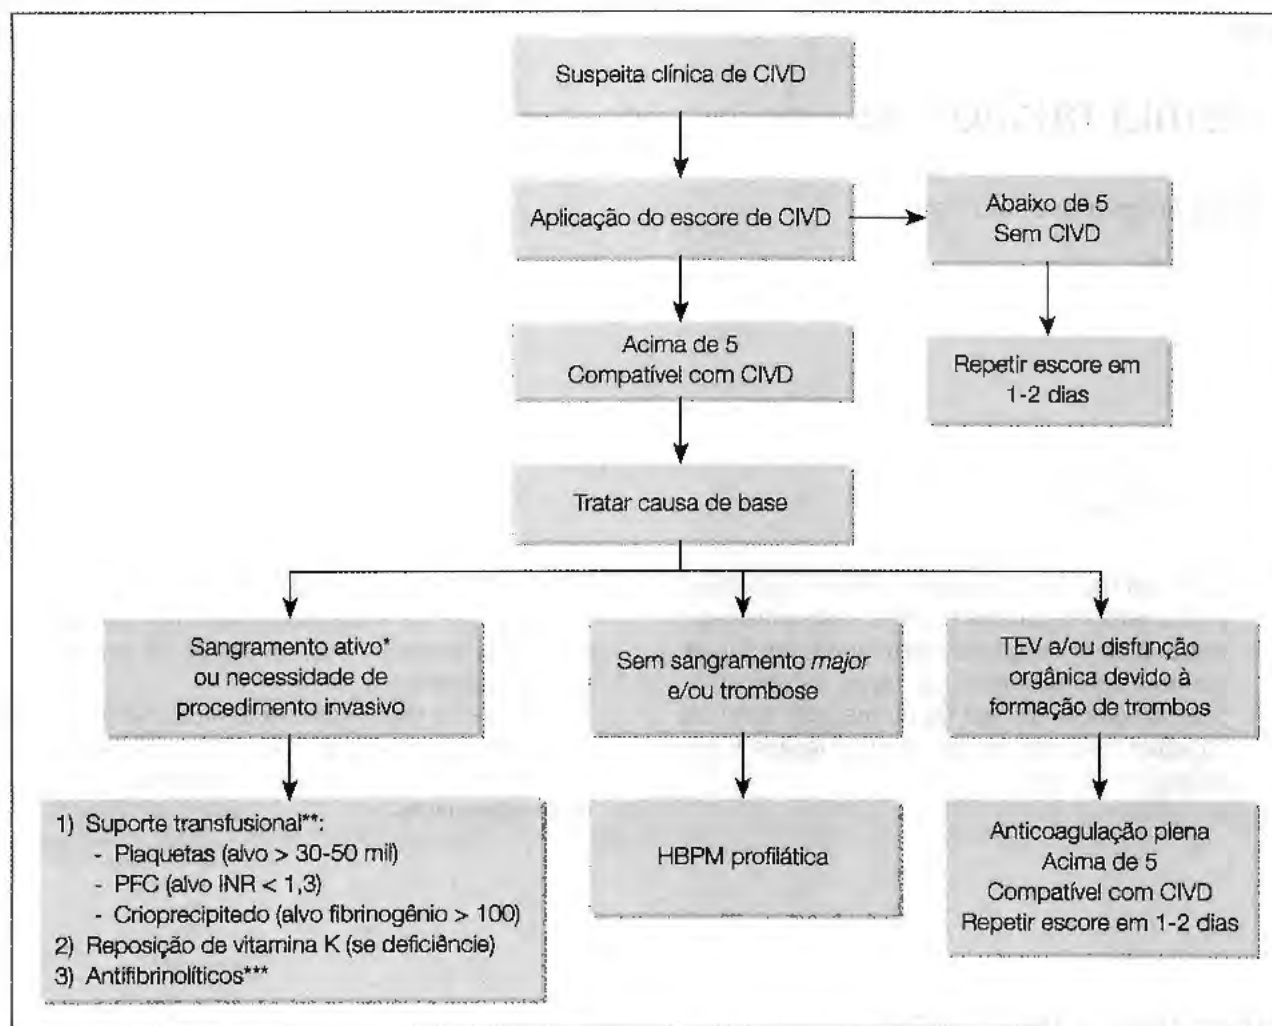 Suspeita clínica de CIVD
Aplicação do escore de CIVD
Abaixo de 5
Sem CIVD
Acima de 5
Compatível com CIVD
Repetir escore em
1-2 dias
Tratar causa de base
Sangramento ativo*
ou necessidade de
procedimento invasivo
Sem sangramento major
e/ou trombose
TEV e/ou disfunção
orgânica devido à
formação de trombos
1) Suporte transfusional**:
- Plaquetas (alvo > 30-50 mil)
- PFC (alvo INR < 1,3)
- Crioprecipitedo (alvo fibrinogênio > 100)
2) Reposição de vitamina K (se deficiêncie)
3) Antifibrinolíticos***
HBPM profilática
Anticoagulação plena
Acima de 5
Compatível com CIVD
Repetir escore em 1-2 dias